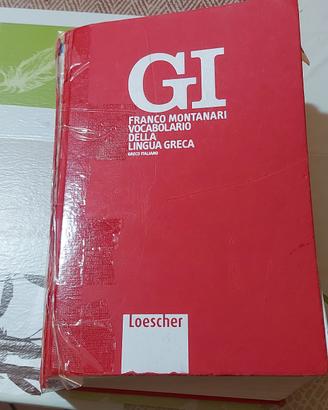 GI
FRANCO MONTANARI
VOCABOLARIO
DELLA
LINGUA GRECA
GRECO ITALIANO
Loescher